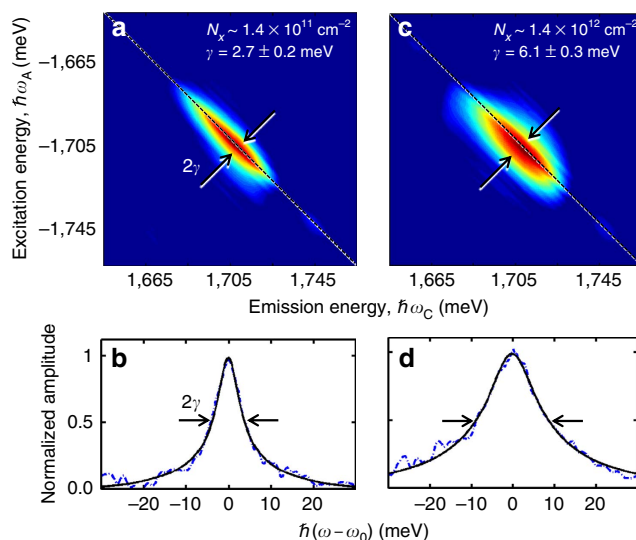 a
N_x ~ 1.4 × 10^11 cm^−2
γ = 2.7 ± 0.2 meV
2γ
c
N_x ~ 1.4 × 10^12 cm^−2
γ = 6.1 ± 0.3 meV
Excitation energy, ℏω_A (meV)
−1,665
−1,705
−1,745
1,665 1,705 1,745
1,665 1,705 1,745
Emission energy, ℏω_C (meV)
b
2γ
d
Normalized amplitude
1
0.5
0.0
−20 −10 0 10 20
−20 −10 0 10 20
ℏ(ω−ω_0) (meV)